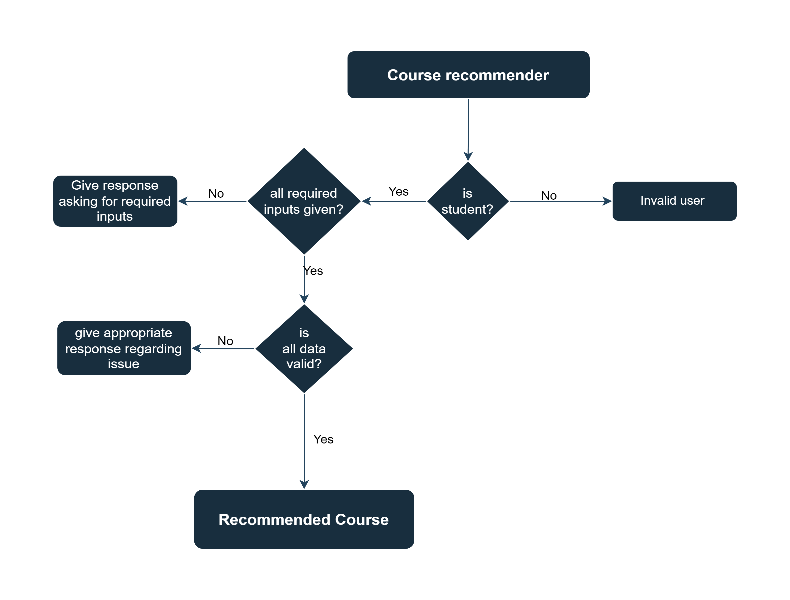 Course recommender
is
student?
Yes
No
Invalid user
all required
inputs given?
No
Give response
asking for required
inputs
Yes
is
all data
valid?
No
give appropriate
response regarding
issue
Yes
Recommended Course